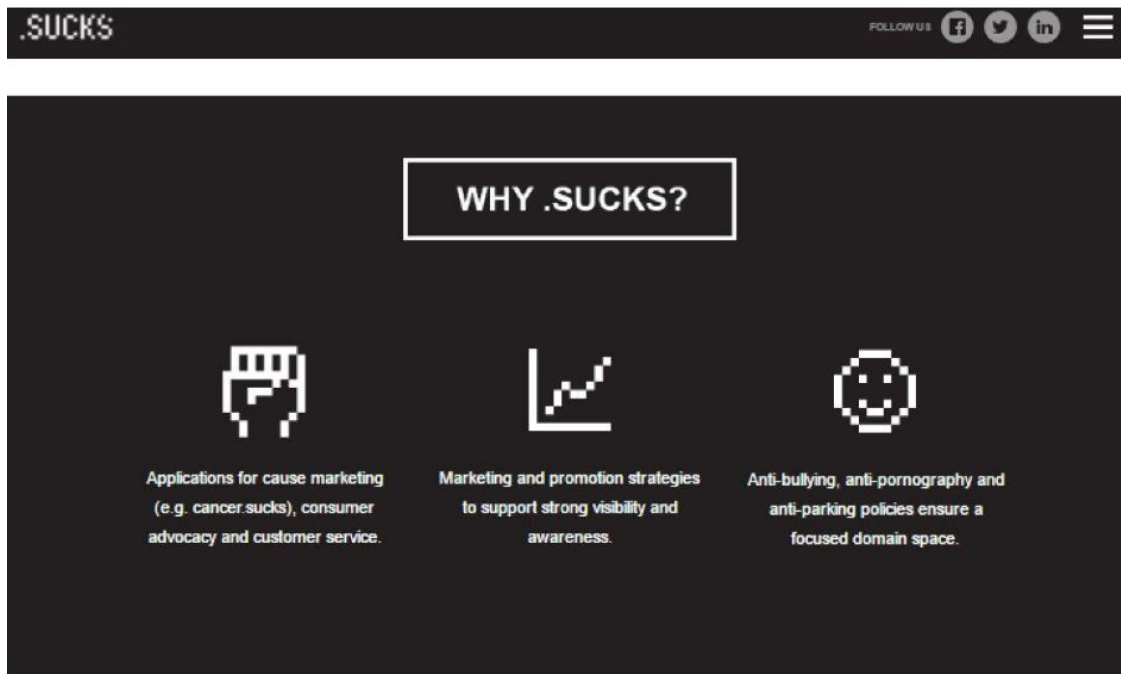 .SUCKS
FOLLOW US
WHY .SUCKS?
Applications for cause marketing
(e.g. cancer.sucks), consumer
advocacy and customer service.
Marketing and promotion strategies
to support strong visibility and
awareness.
Anti-bullying, anti-pornography and
anti-parking policies ensure a
focused domain space.